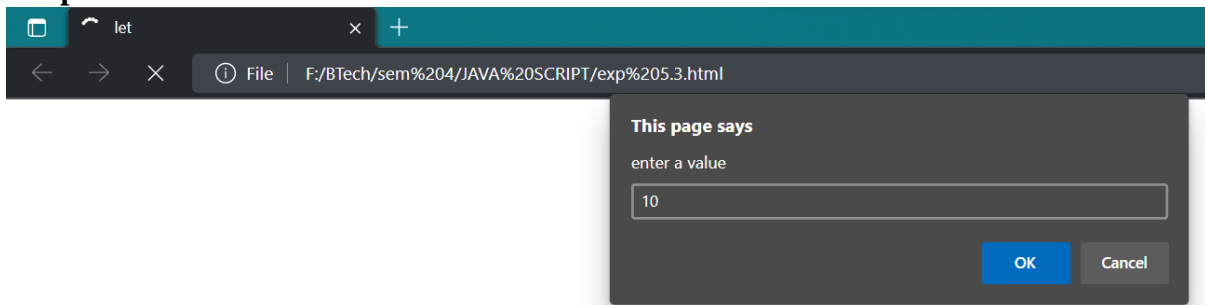 let
File F:/BTech/sem%204/JAVA%20SCRIPT/exp%205.3.html
This page says
enter a value
10
OK Cancel